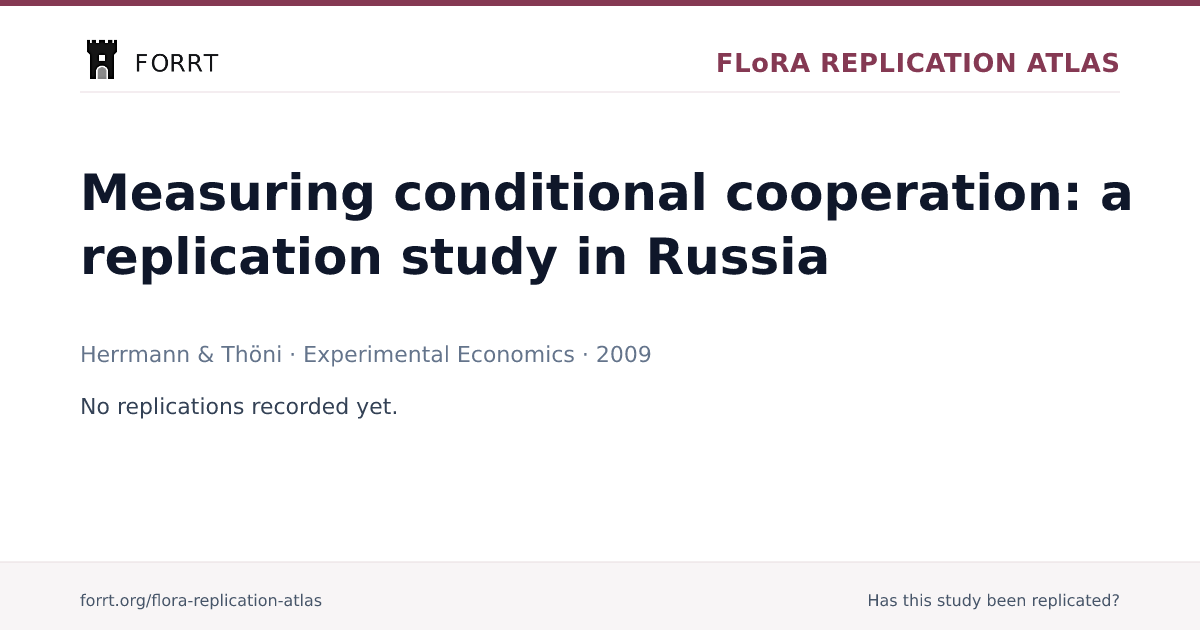 FORRT
FLoRA REPLICATION ATLAS
Measuring conditional cooperation: a
replication study in Russia
Herrmann & Thöni · Experimental Economics · 2009
No replications recorded yet.
forrt.org/flora-replication-atlas
Has this study been replicated?